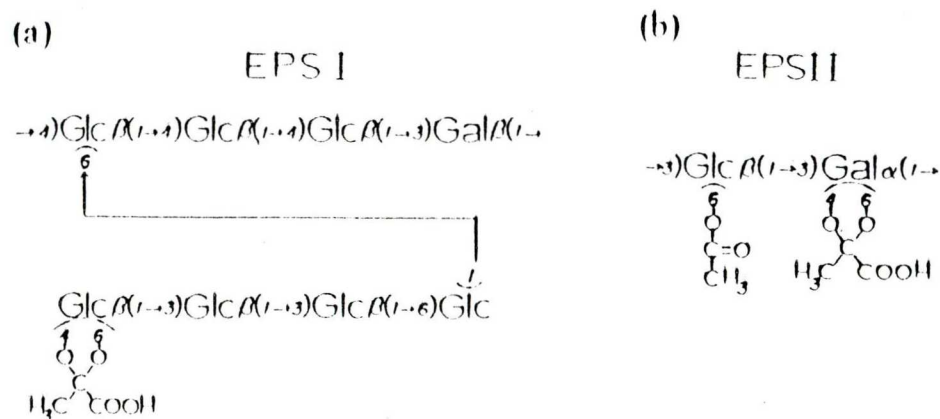 (a)
EPS I
→4)Glcβ(1→4)Glcβ(1→4)Glcβ(1→3)Galβ(1→
6
Glcβ(1→3)Glcβ(1→3)Glcβ(1→6)Glc
4 6
O O
C
H₃C COOH
(b)
EPSII
→3)Glcβ(1→3)Galα(1→
6 4 6
O O O
C=O C
CH₃ H₃C COOH